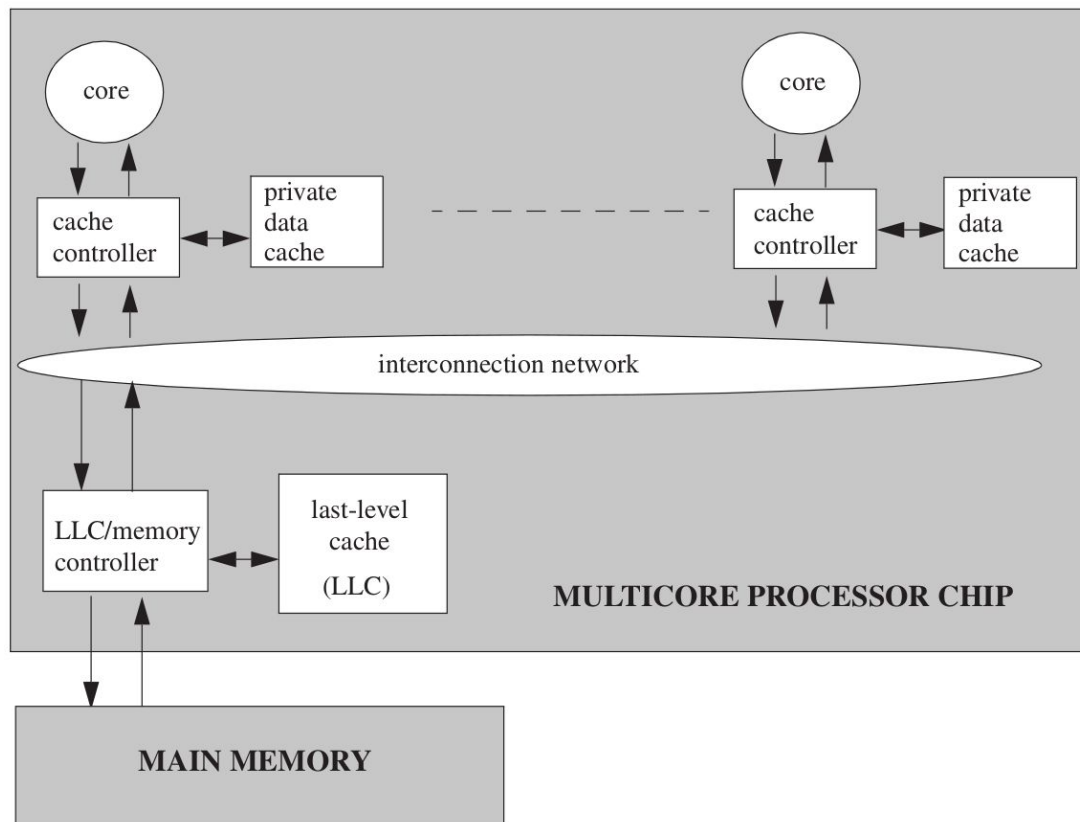 core
core
cache
controller
private
data
cache
cache
controller
private
data
cache
interconnection network
LLC/memory
controller
last-level
cache
(LLC)
MULTICORE PROCESSOR CHIP
MAIN MEMORY